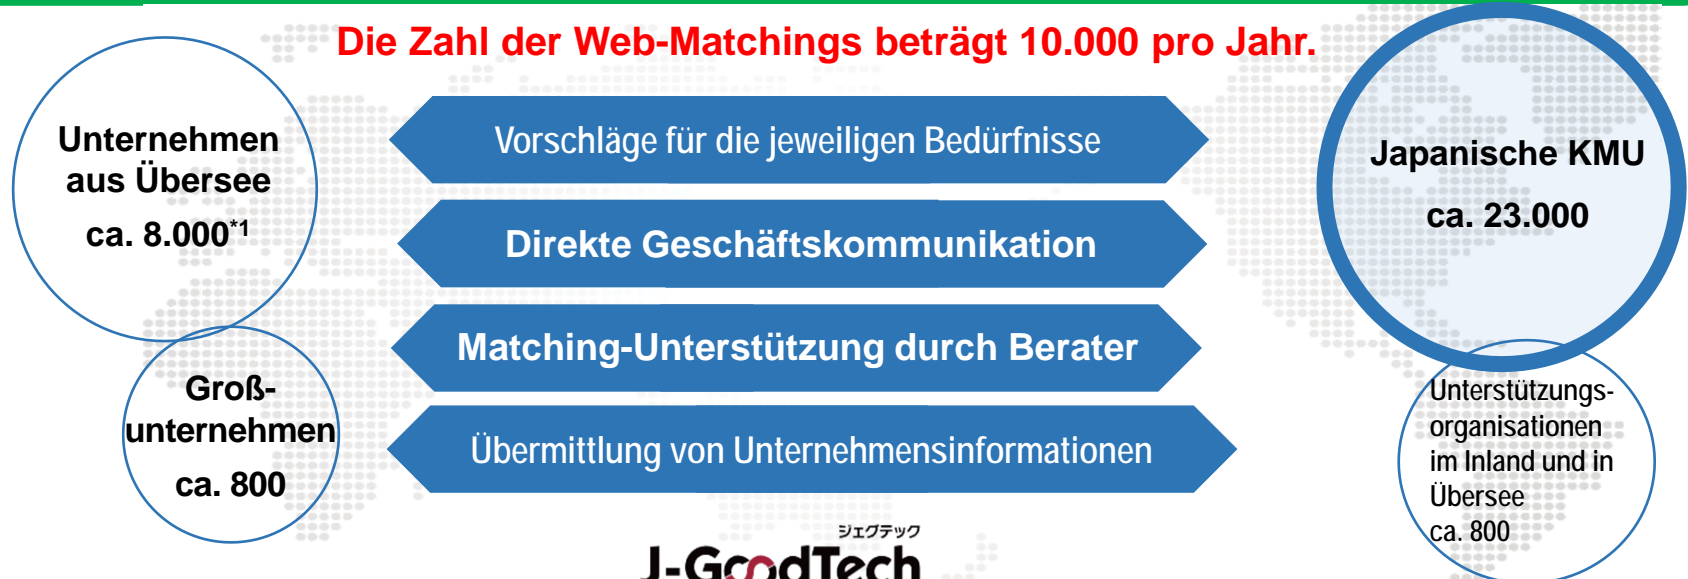 Die Zahl der Web-Matchings beträgt 10.000 pro Jahr.
Unternehmen
aus Übersee
ca. 8.000*1
Groß-
unternehmen
ca. 800
Vorschläge für die jeweiligen Bedürfnisse
Direkte Geschäftskommunikation
Matching-Unterstützung durch Berater
Übermittlung von Unternehmensinformationen
Japanische KMU
ca. 23.000
Unterstützungs-
organisationen
im Inland und in
Übersee
ca. 800
ジェグテック
J-GoodTech